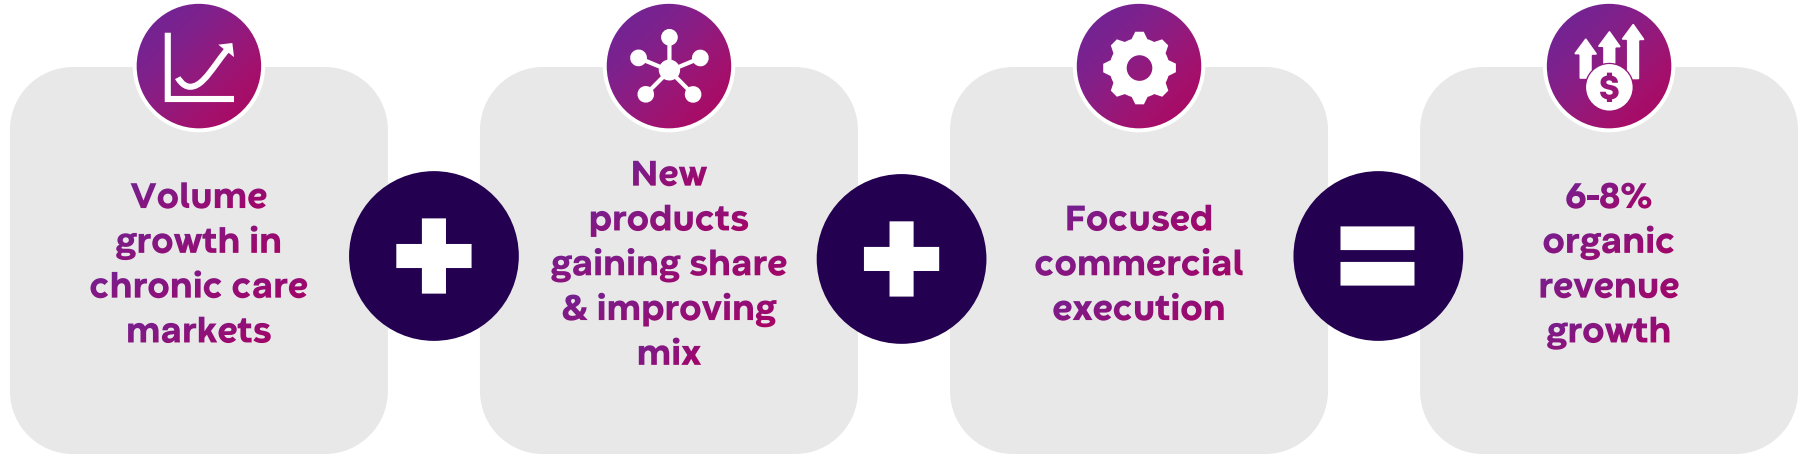 Volume
growth in
chronic care
markets
New
products
gaining share
& improving
mix
Focused
commercial
execution
$
6-8%
organic
revenue
growth